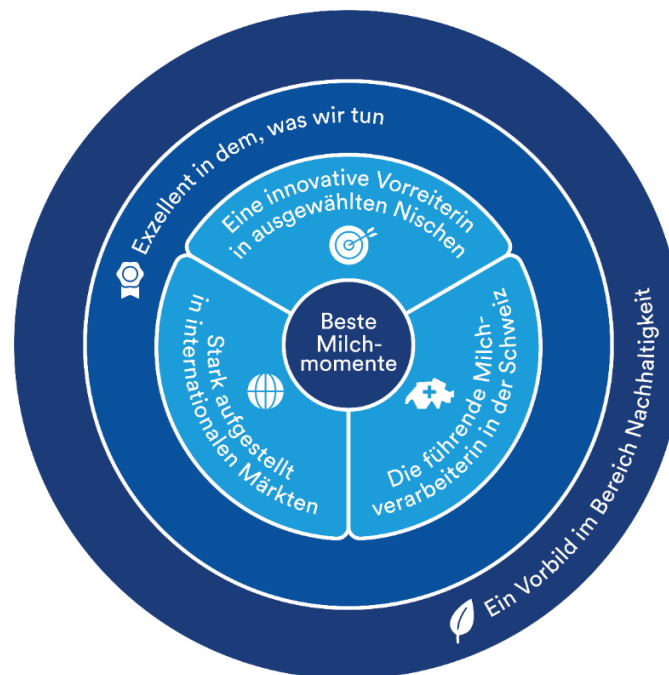 Exzellent in dem, was wir tun
Eine innovative Vorreiterin
in ausgewählten Nischen
Beste
Milch-
momente
Stark aufgestellt
in internationalen Märkten
Die führende Milch-
verarbeiterin in der Schweiz
Ein Vorbild im Bereich Nachhaltigkeit